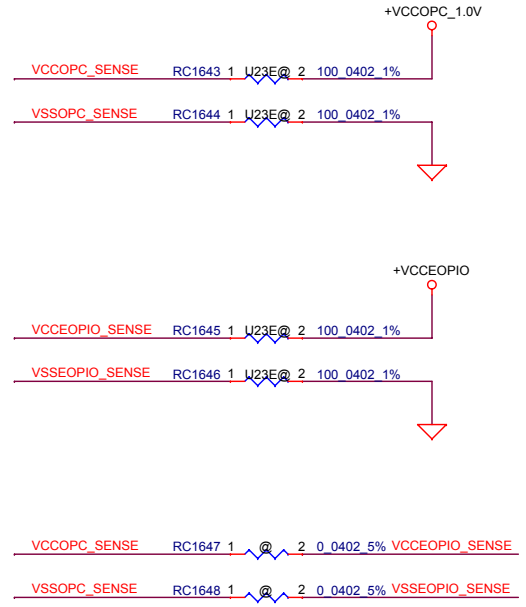 +VCCOPC_1.0V
VCCOPC_SENSE RC1643 1 U23E@ 2 100_0402_1%
VSSOPC_SENSE RC1644 1 U23E@ 2 100_0402_1%
+VCCEOPIO
VCCEOPIO_SENSE RC1645 1 U23E@ 2 100_0402_1%
VSSEOPIO_SENSE RC1646 1 U23E@ 2 100_0402_1%
VCCOPC_SENSE RC1647 1 @ 2 0_0402_5% VCCEOPIO_SENSE
VSSOPC_SENSE RC1648 1 @ 2 0_0402_5% VSSEOPIO_SENSE